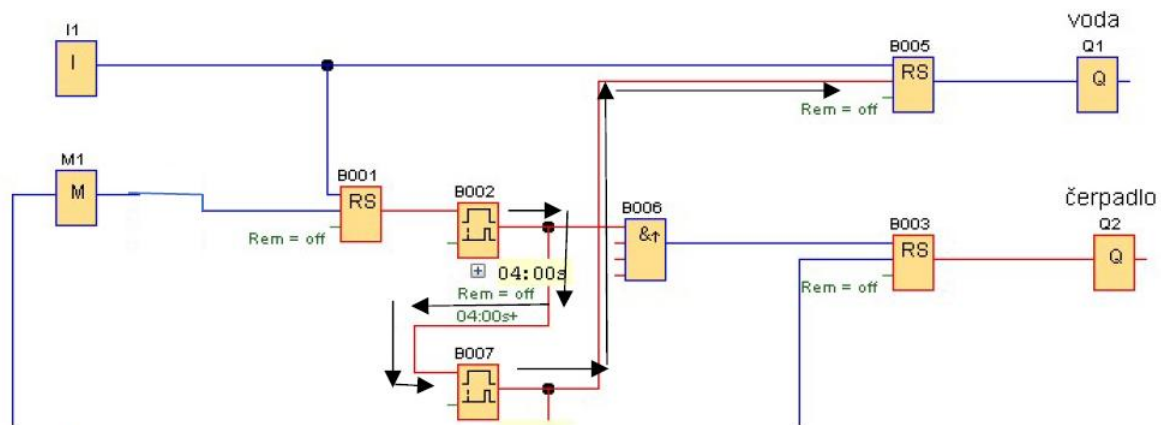 voda
I1
I
B005
RS
Rem = off
Q1
Q
M1
M
B001
RS
Rem = off
B002
04:00s
Rem = off
04:00s+
B006
&↑
čerpadlo
B003
RS
Rem = off
Q2
Q
B007